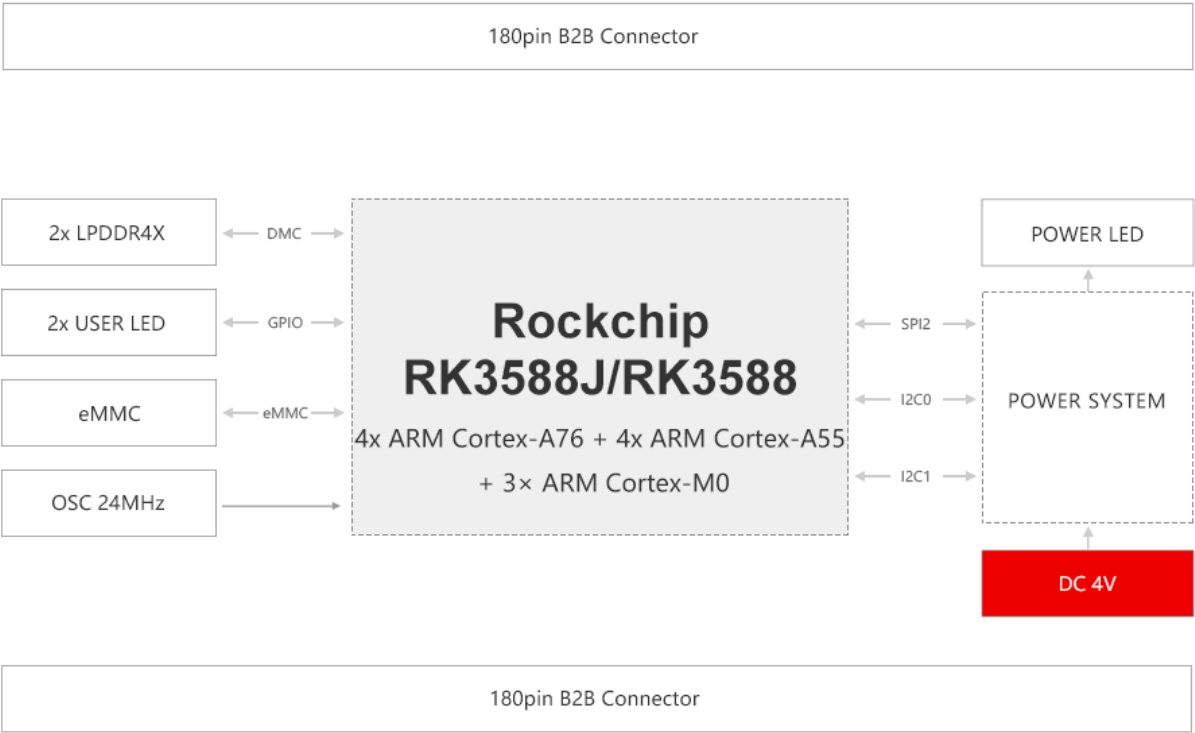 180pin B2B Connector
2x LPDDR4X
DMC
2x USER LED
GPIO
eMMC
eMMC
OSC 24MHz
Rockchip
RK3588J/RK3588
4x ARM Cortex-A76 + 4x ARM Cortex-A55
+ 3× ARM Cortex-M0
SPI2
I2C0
I2C1
POWER LED
POWER SYSTEM
DC 4V
180pin B2B Connector